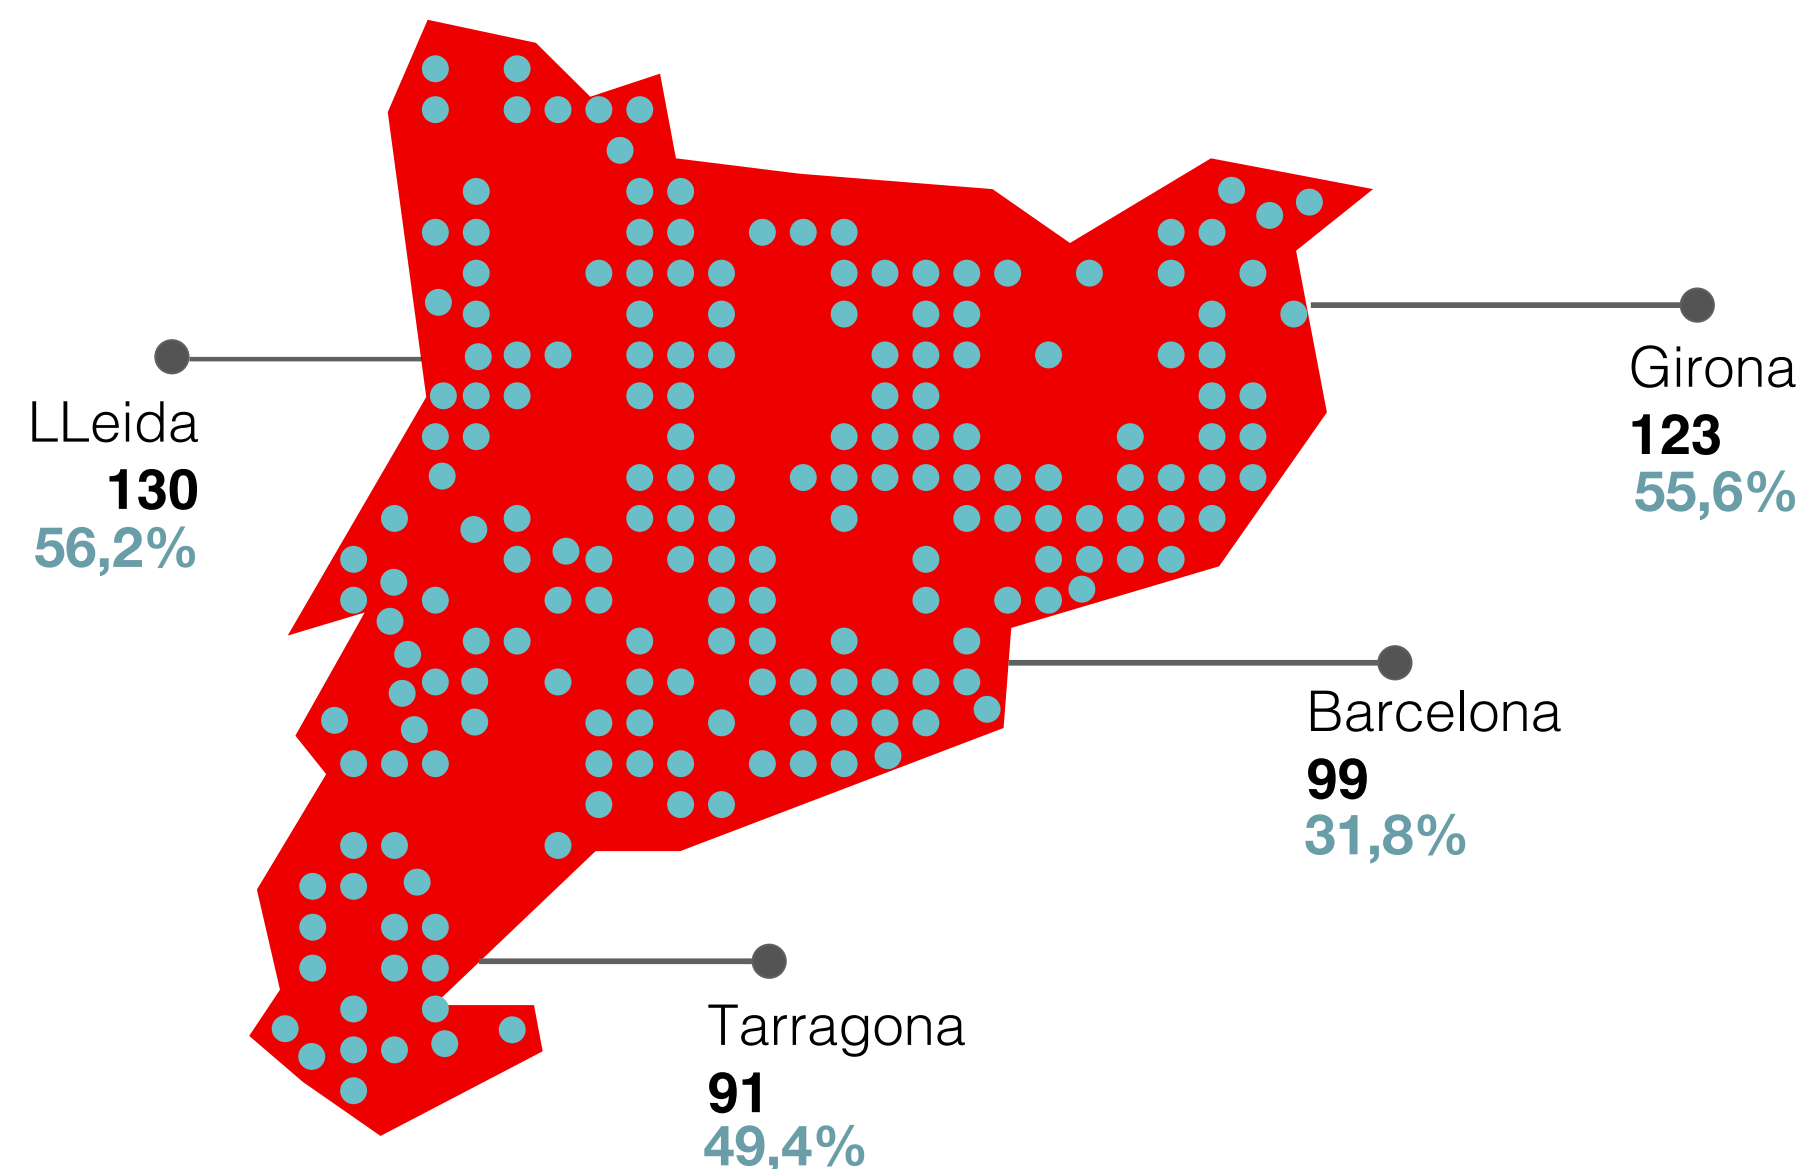 LLeida
130
56,2%
Girona
123
55,6%
Barcelona
99
31,8%
Tarragona
91
49,4%